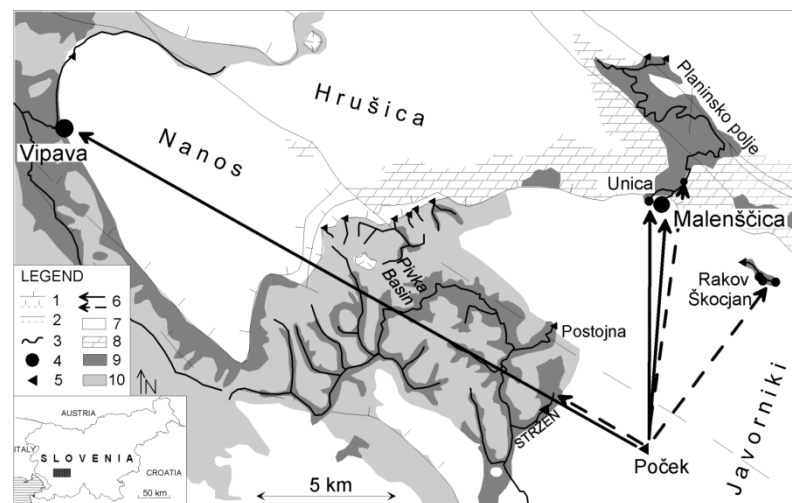 Hrušica
Nanos
Vipava
Planinsko polje
Unica
Malenščica
Rakov
Škocjan
Pivka
Basin
Postojna
STRŽEN
Poček
Javorniki
LEGEND
1
2
3
4
5
6
7
8
9
10
N
AUSTRIA
ITALY
SLOVENIA
CROATIA
50 km
5 km